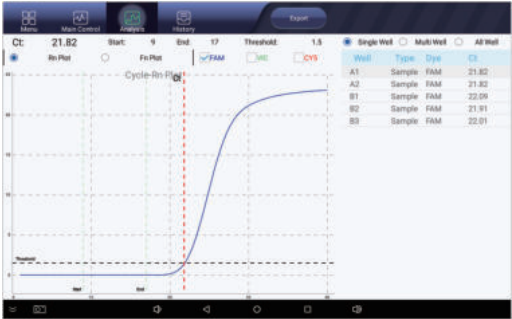 Menu Main Control Analysis History Export
Ct: 21.82 Start: 9 End: 17 Threshold: 1.5 Single Well Multi Well All Well
Rn Plot Fn Plot FAM VIC CY5
Well Type Dye Ct
A1 Sample FAM 21.82
A2 Sample FAM 21.82
B1 Sample FAM 22.09
B2 Sample FAM 21.91
B3 Sample FAM 22.01
Cycle-Rn Plot
Ct
Threshold
Start End